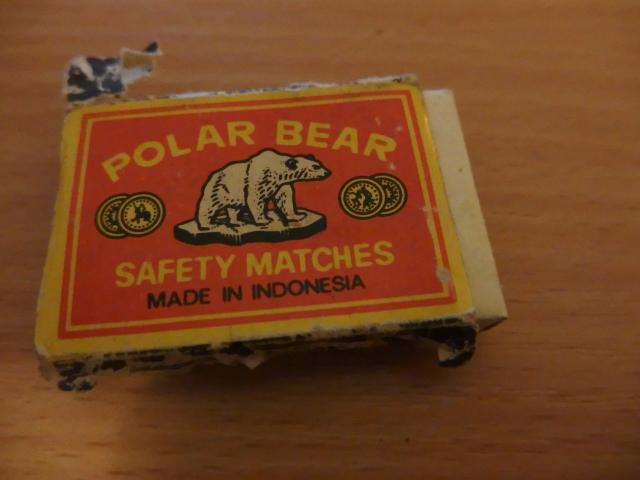 POLAR BEAR
SAFETY MATCHES
MADE IN INDONESIA